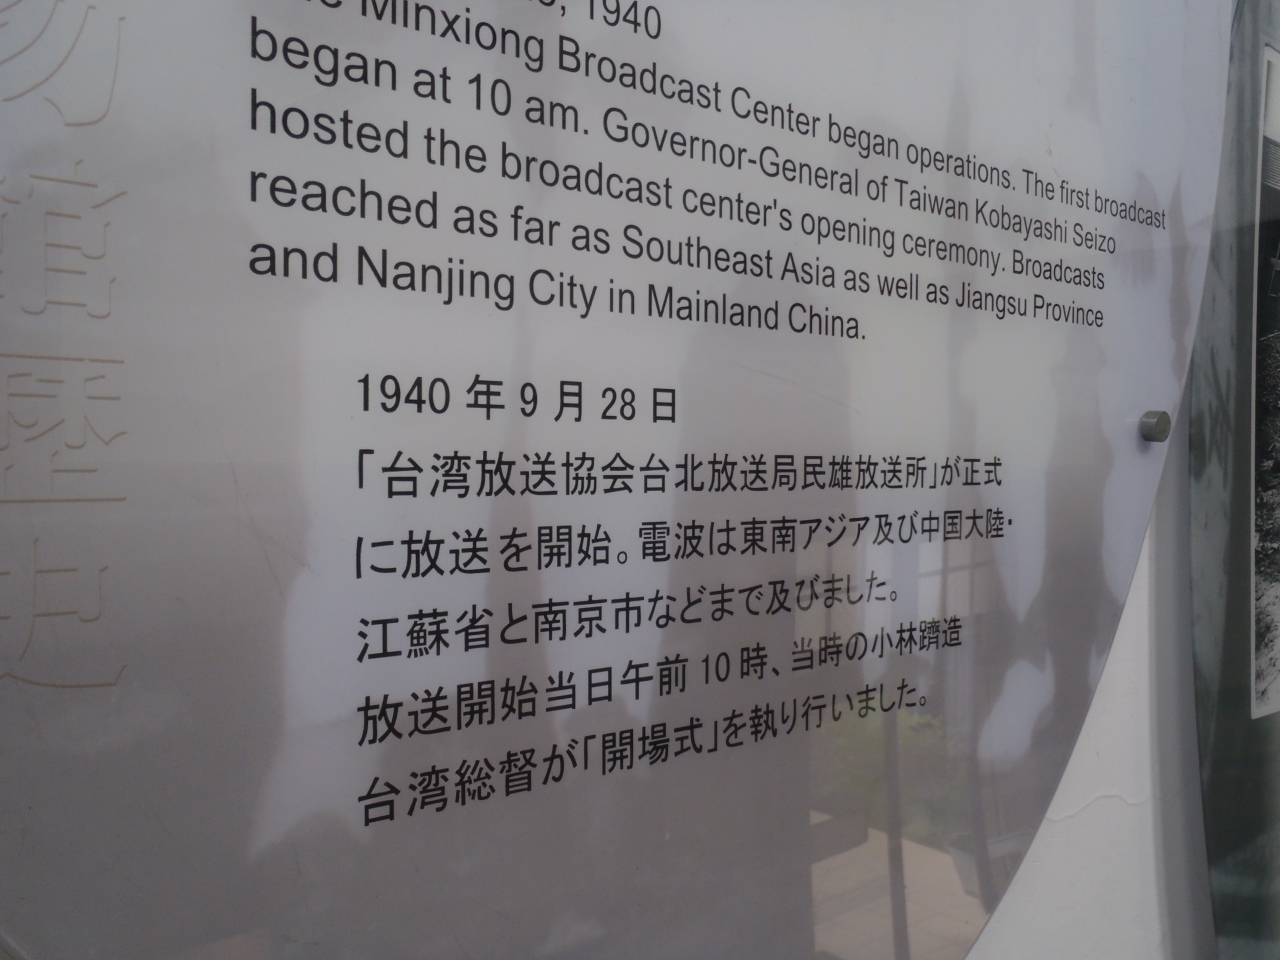 1940
Minxiong Broadcast Center began operations. The first broadcast
began at 10 am. Governor-General of Taiwan Kobayashi Seizo
hosted the broadcast center's opening ceremony. Broadcasts
reached as far as Southeast Asia as well as Jiangsu Province
and Nanjing City in Mainland China.
1940 年 9 月 28 日
「台湾放送協会台北放送局民雄放送所」が正式
に放送を開始。電波は東南アジア及び中国大陸・
江蘇省と南京市などまで及びました。
放送開始当日午前 10 時、当時の小林躋造
台湾総督が「開場式」を執り行いました。
館
歷
史